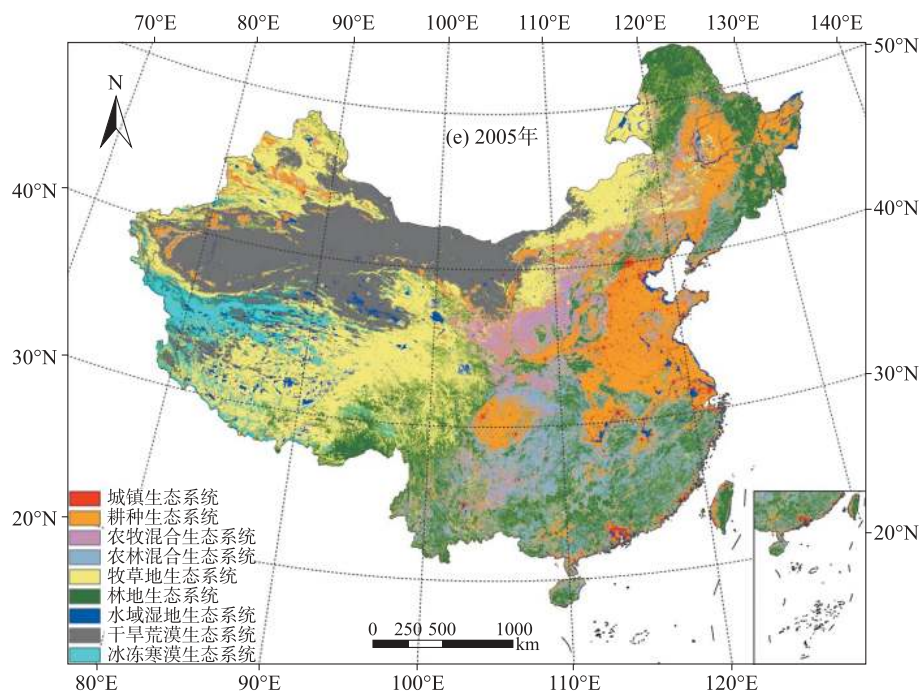 70°E 80°E 90°E 100°E 110°E 120°E 130°E 140°E
50°N
N
(e) 2005年
40°N
40°N
30°N
30°N
城镇生态系统
耕种生态系统
农牧混合生态系统
农林混合生态系统
牧草地生态系统
林地生态系统
水域湿地生态系统
干旱荒漠生态系统
冰冻寒漠生态系统
20°N
20°N
0 250 500 1000
km
80°E 90°E 100°E 110°E 120°E